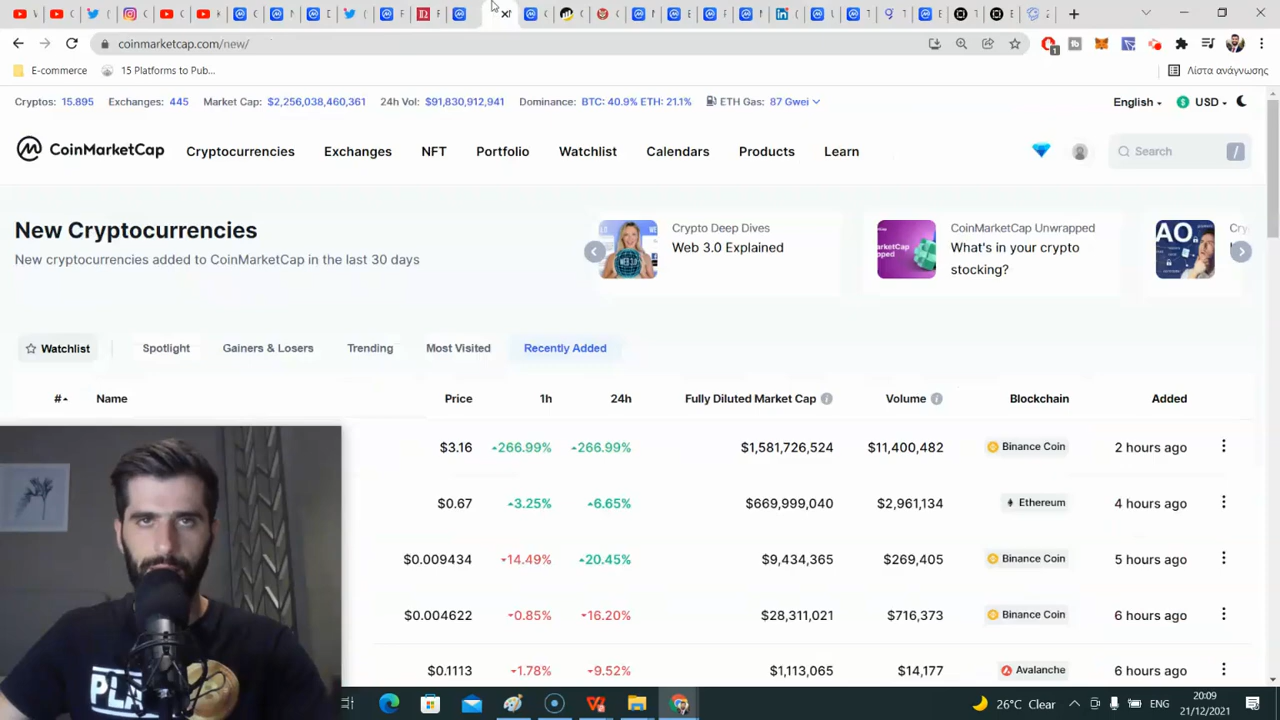 coinmarketcap.com/new/
E-commerce
15 Platforms to Pub...
Λίστα ανάγνωσης
Cryptos: 15.895 Exchanges: 445 Market Cap: $2,256,038,460,361 24h Vol: $91,830,912,941 Dominance: BTC: 40.9% ETH: 21.1% ETH Gas: 87 Gwei
English
USD
CoinMarketCap
Cryptocurrencies Exchanges NFT Portfolio Watchlist Calendars Products Learn
Search /
New Cryptocurrencies
New cryptocurrencies added to CoinMarketCap in the last 30 days
Crypto Deep Dives
Web 3.0 Explained
CoinMarketCap Unwrapped
What's in your crypto
stocking?
Watchlist Spotlight Gainers & Losers Trending Most Visited Recently Added
# Name Price 1h 24h Fully Diluted Market Cap Volume Blockchain Added
$3.16 266.99% 266.99% $1,581,726,524 $11,400,482 Binance Coin 2 hours ago
$0.67 3.25% 6.65% $669,999,040 $2,961,134 Ethereum 4 hours ago
$0.009434 14.49% 20.45% $9,434,365 $269,405 Binance Coin 5 hours ago
$0.004622 0.85% 16.20% $28,311,021 $716,373 Binance Coin 6 hours ago
$0.1113 1.78% 9.52% $1,113,065 $14,177 Avalanche 6 hours ago
26°C Clear
ENG
20:09
21/12/2021